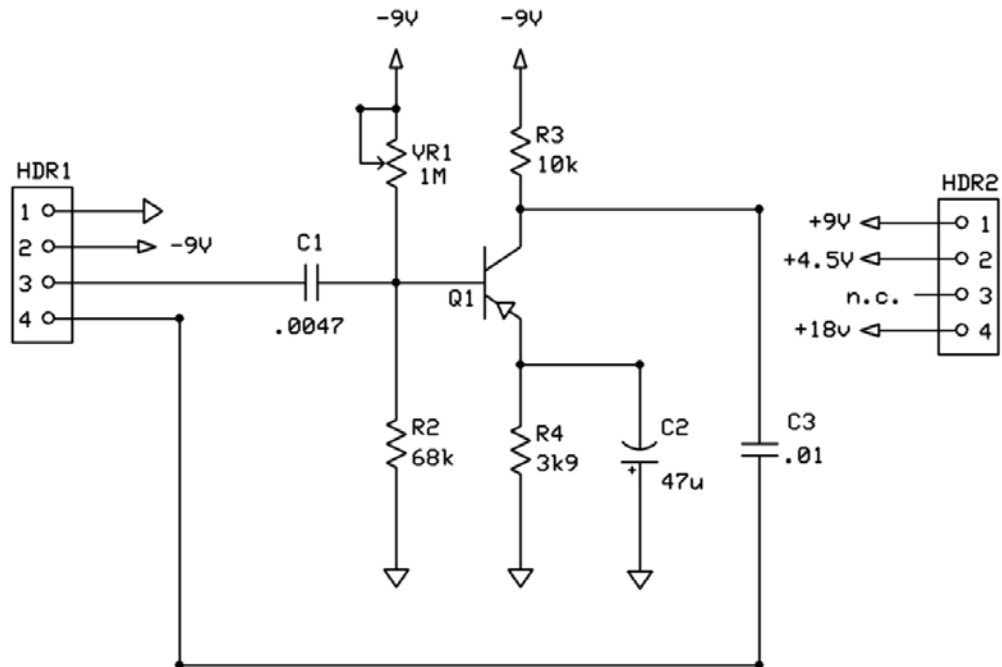 -9V
-9V
HDR1
1
2
-9V
3
4
C1
.0047
VR1
1M
R3
10k
Q1
HDR2
+9V
1
+4.5V
2
n.c.
3
+18v
4
R2
68k
R4
3k9
C2
+
47u
C3
.01